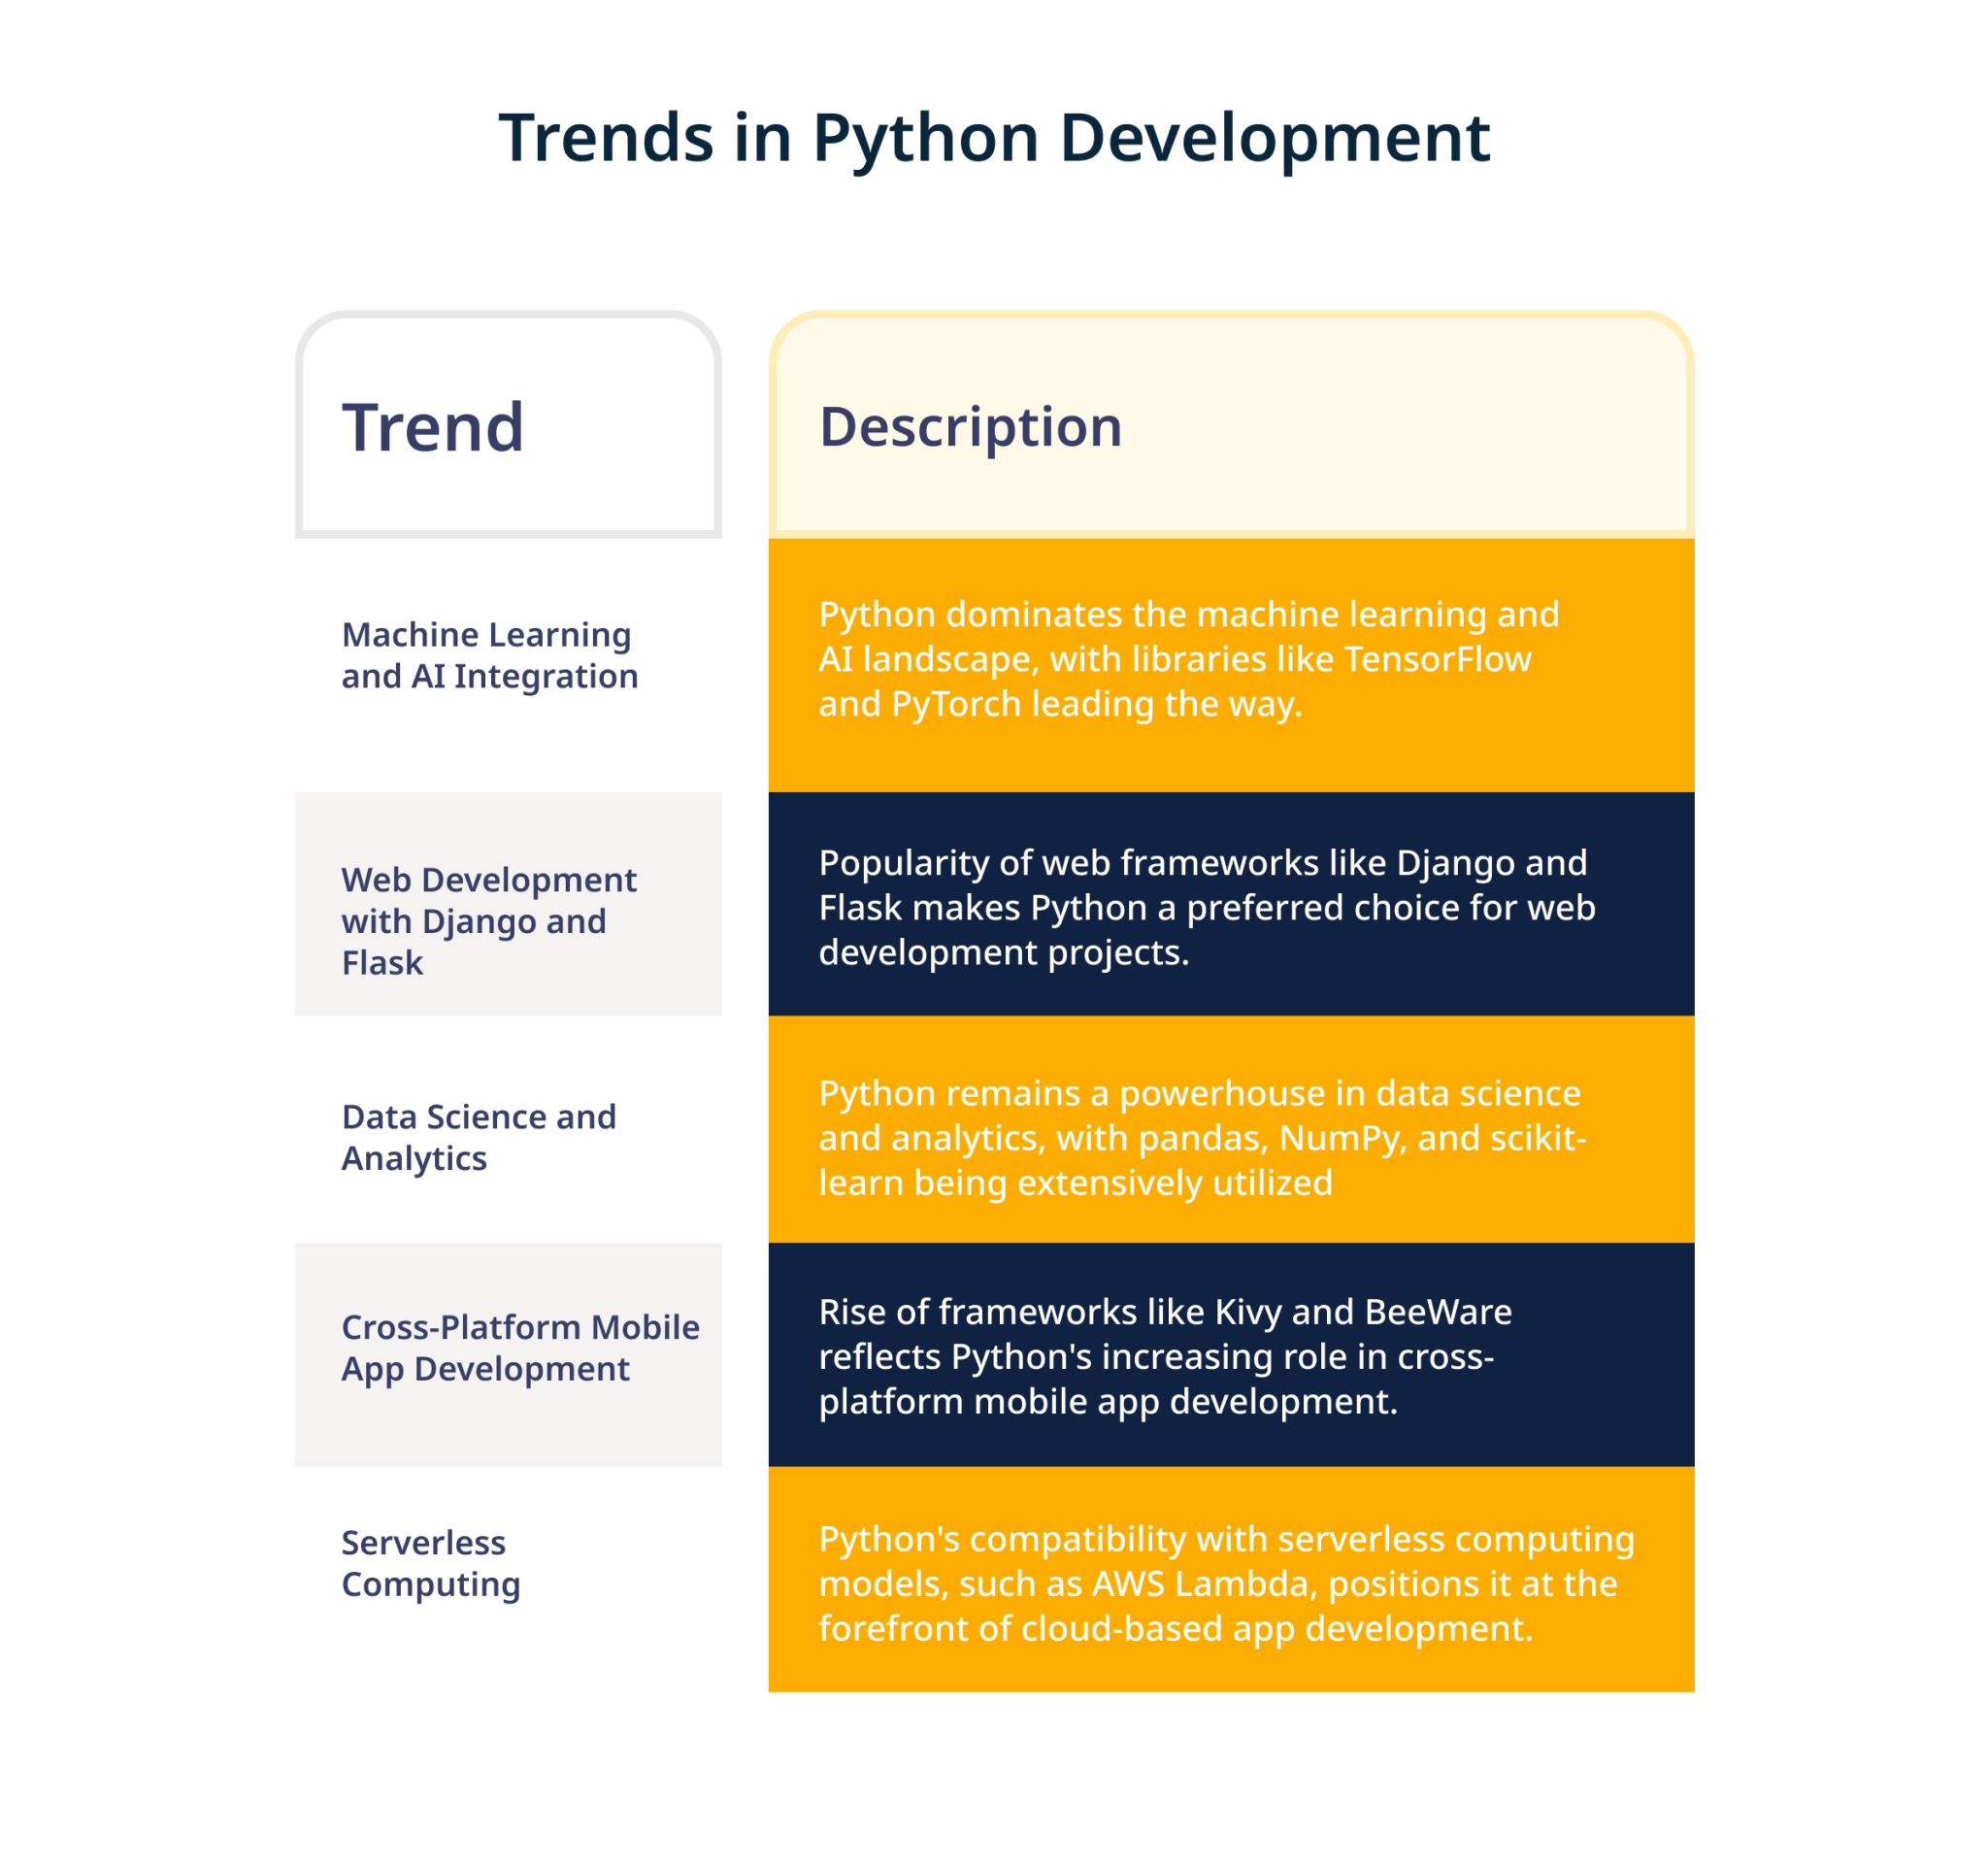 Trends in Python Development
Trend
Description
Machine Learning
and AI Integration
Python dominates the machine learning and
AI landscape, with libraries like TensorFlow
and PyTorch leading the way.
Web Development
with Django and
Flask
Popularity of web frameworks like Django and
Flask makes Python a preferred choice for web
development projects.
Data Science and
Analytics
Python remains a powerhouse in data science
and analytics, with pandas, NumPy, and scikit-
learn being extensively utilized
Cross-Platform Mobile
App Development
Rise of frameworks like Kivy and BeeWare
reflects Python's increasing role in cross-
platform mobile app development.
Serverless
Computing
Python's compatibility with serverless computing
models, such as AWS Lambda, positions it at the
forefront of cloud-based app development.